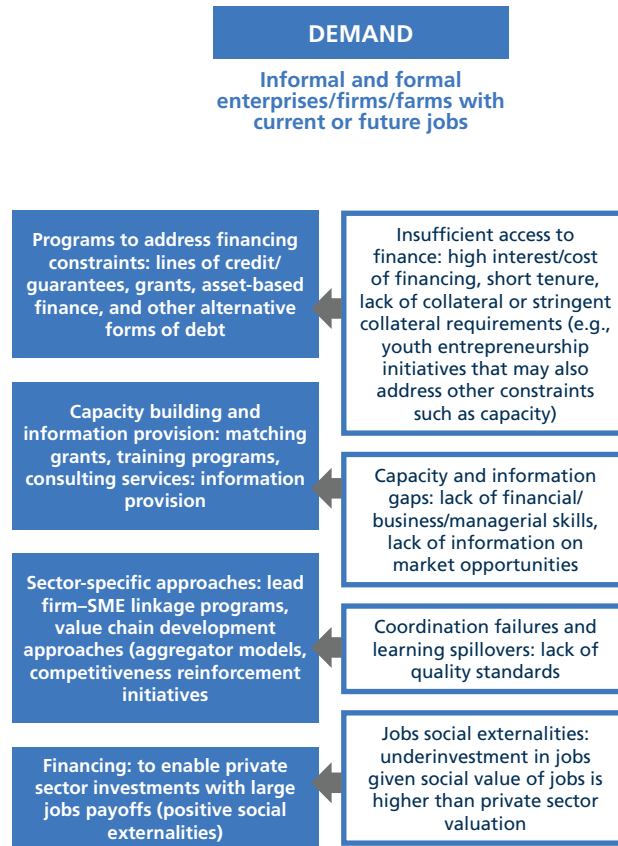 DEMAND
Informal and formal
enterprises/firms/farms with
current or future jobs
Programs to address financing
constraints: lines of credit/
guarantees, grants, asset-based
finance, and other alternative
forms of debt
Insufficient access to
finance: high interest/cost
of financing, short tenure,
lack of collateral or stringent
collateral requirements (e.g.,
youth entrepreneurship
initiatives that may also
address other constraints
such as capacity)
Capacity building and
information provision: matching
grants, training programs,
consulting services: information
provision
Capacity and information
gaps: lack of financial/
business/managerial skills,
lack of information on
market opportunities
Sector-specific approaches: lead
firm–SME linkage programs,
value chain development
approaches (aggregator models,
competitiveness reinforcement
initiatives
Coordination failures and
learning spillovers: lack of
quality standards
Financing: to enable private
sector investments with large
jobs payoffs (positive social
externalities)
Jobs social externalities:
underinvestment in jobs
given social value of jobs is
higher than private sector
valuation